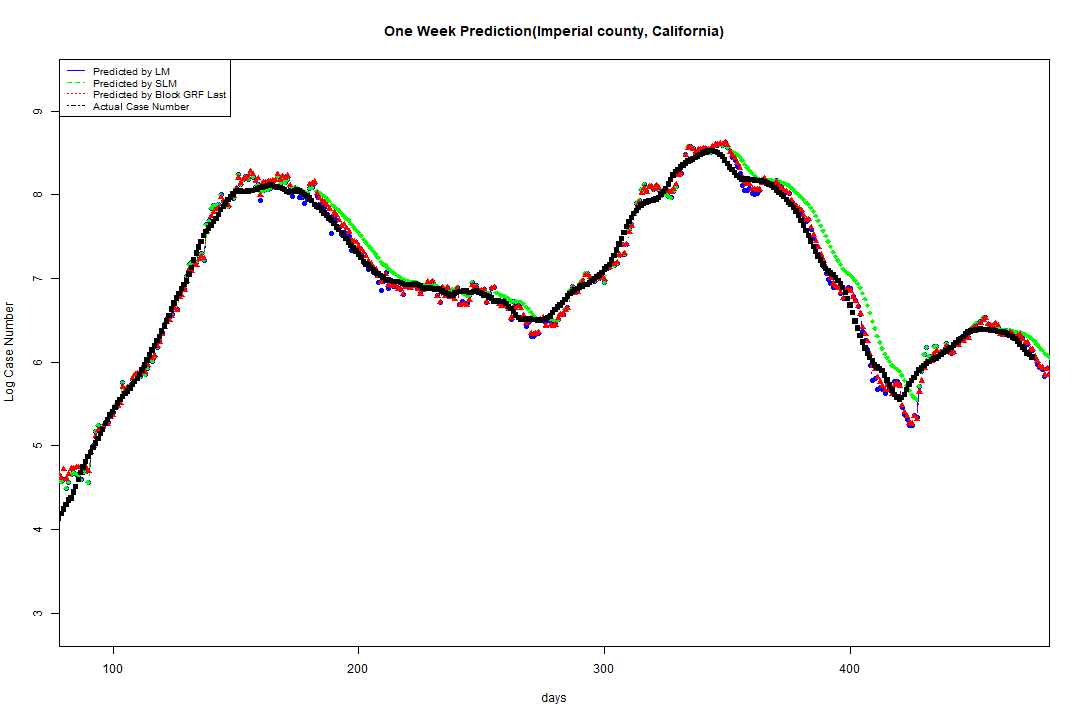 One Week Prediction(Imperial county, California)
Predicted by LM
Predicted by SLM
Predicted by Block GRF Last
Actual Case Number
9
8
7
6
5
4
3
Log Case Number
100 200 300 400
days